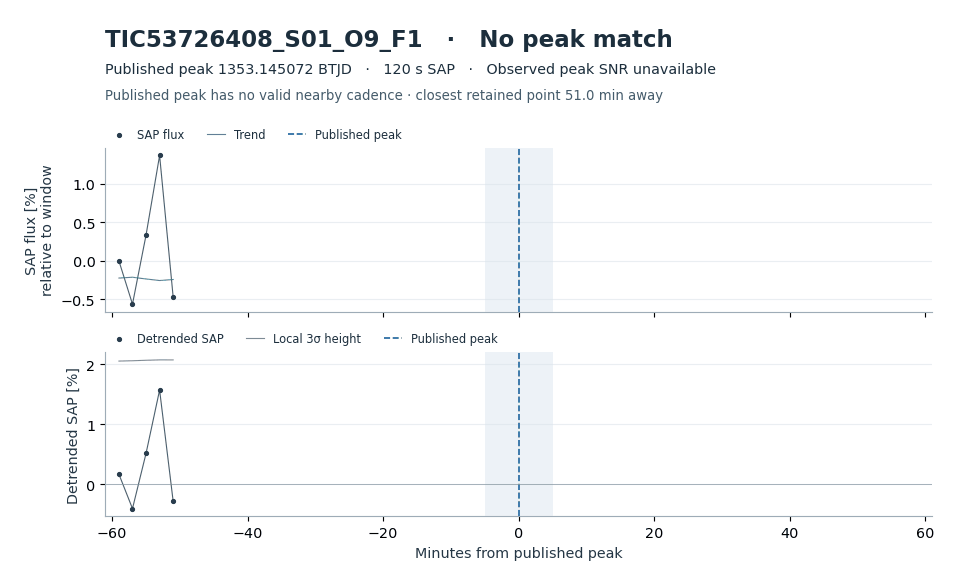 TIC53726408_S01_O9_F1 · No peak match
Published peak 1353.145072 BTJD · 120 s SAP · Observed peak SNR unavailable
Published peak has no valid nearby cadence · closest retained point 51.0 min away
SAP flux Trend Published peak
SAP flux [%]
relative to window
1.0
0.5
0.0
−0.5
Detrended SAP Local 3σ height Published peak
Detrended SAP [%]
2
1
0
−60 −40 −20 0 20 40 60
Minutes from published peak